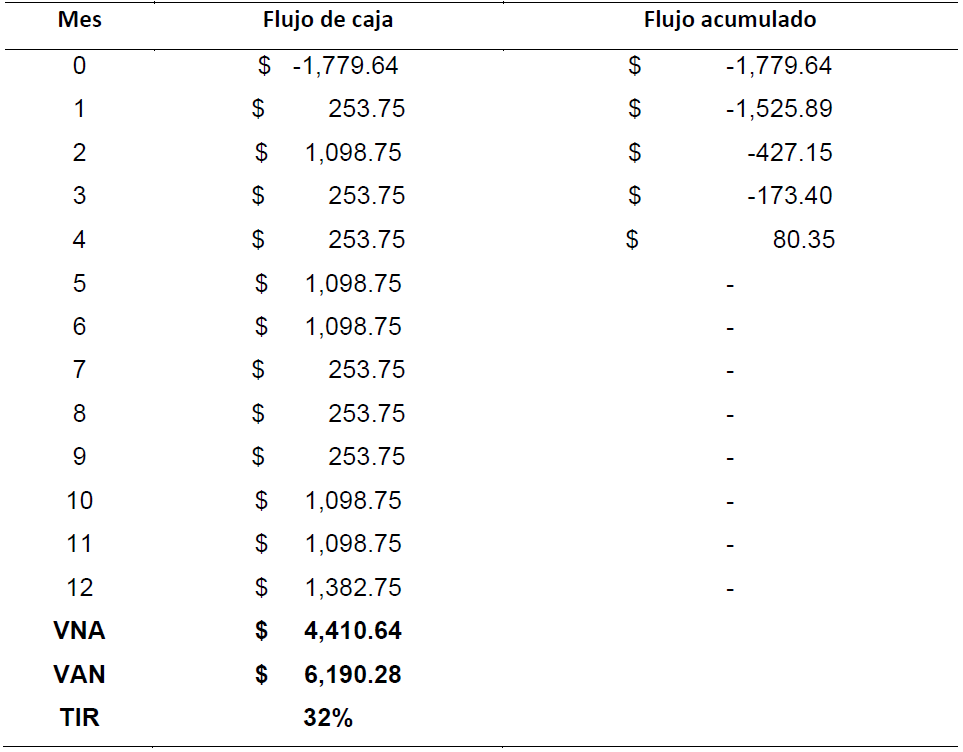 Mes Flujo de caja Flujo acumulado
0 $ -1,779.64 $ -1,779.64
1 $ 253.75 $ -1,525.89
2 $ 1,098.75 $ -427.15
3 $ 253.75 $ -173.40
4 $ 253.75 $ 80.35
5 $ 1,098.75 -
6 $ 1,098.75 -
7 $ 253.75 -
8 $ 253.75 -
9 $ 253.75 -
10 $ 1,098.75 -
11 $ 1,098.75 -
12 $ 1,382.75 -
VNA $ 4,410.64
VAN $ 6,190.28
TIR 32%